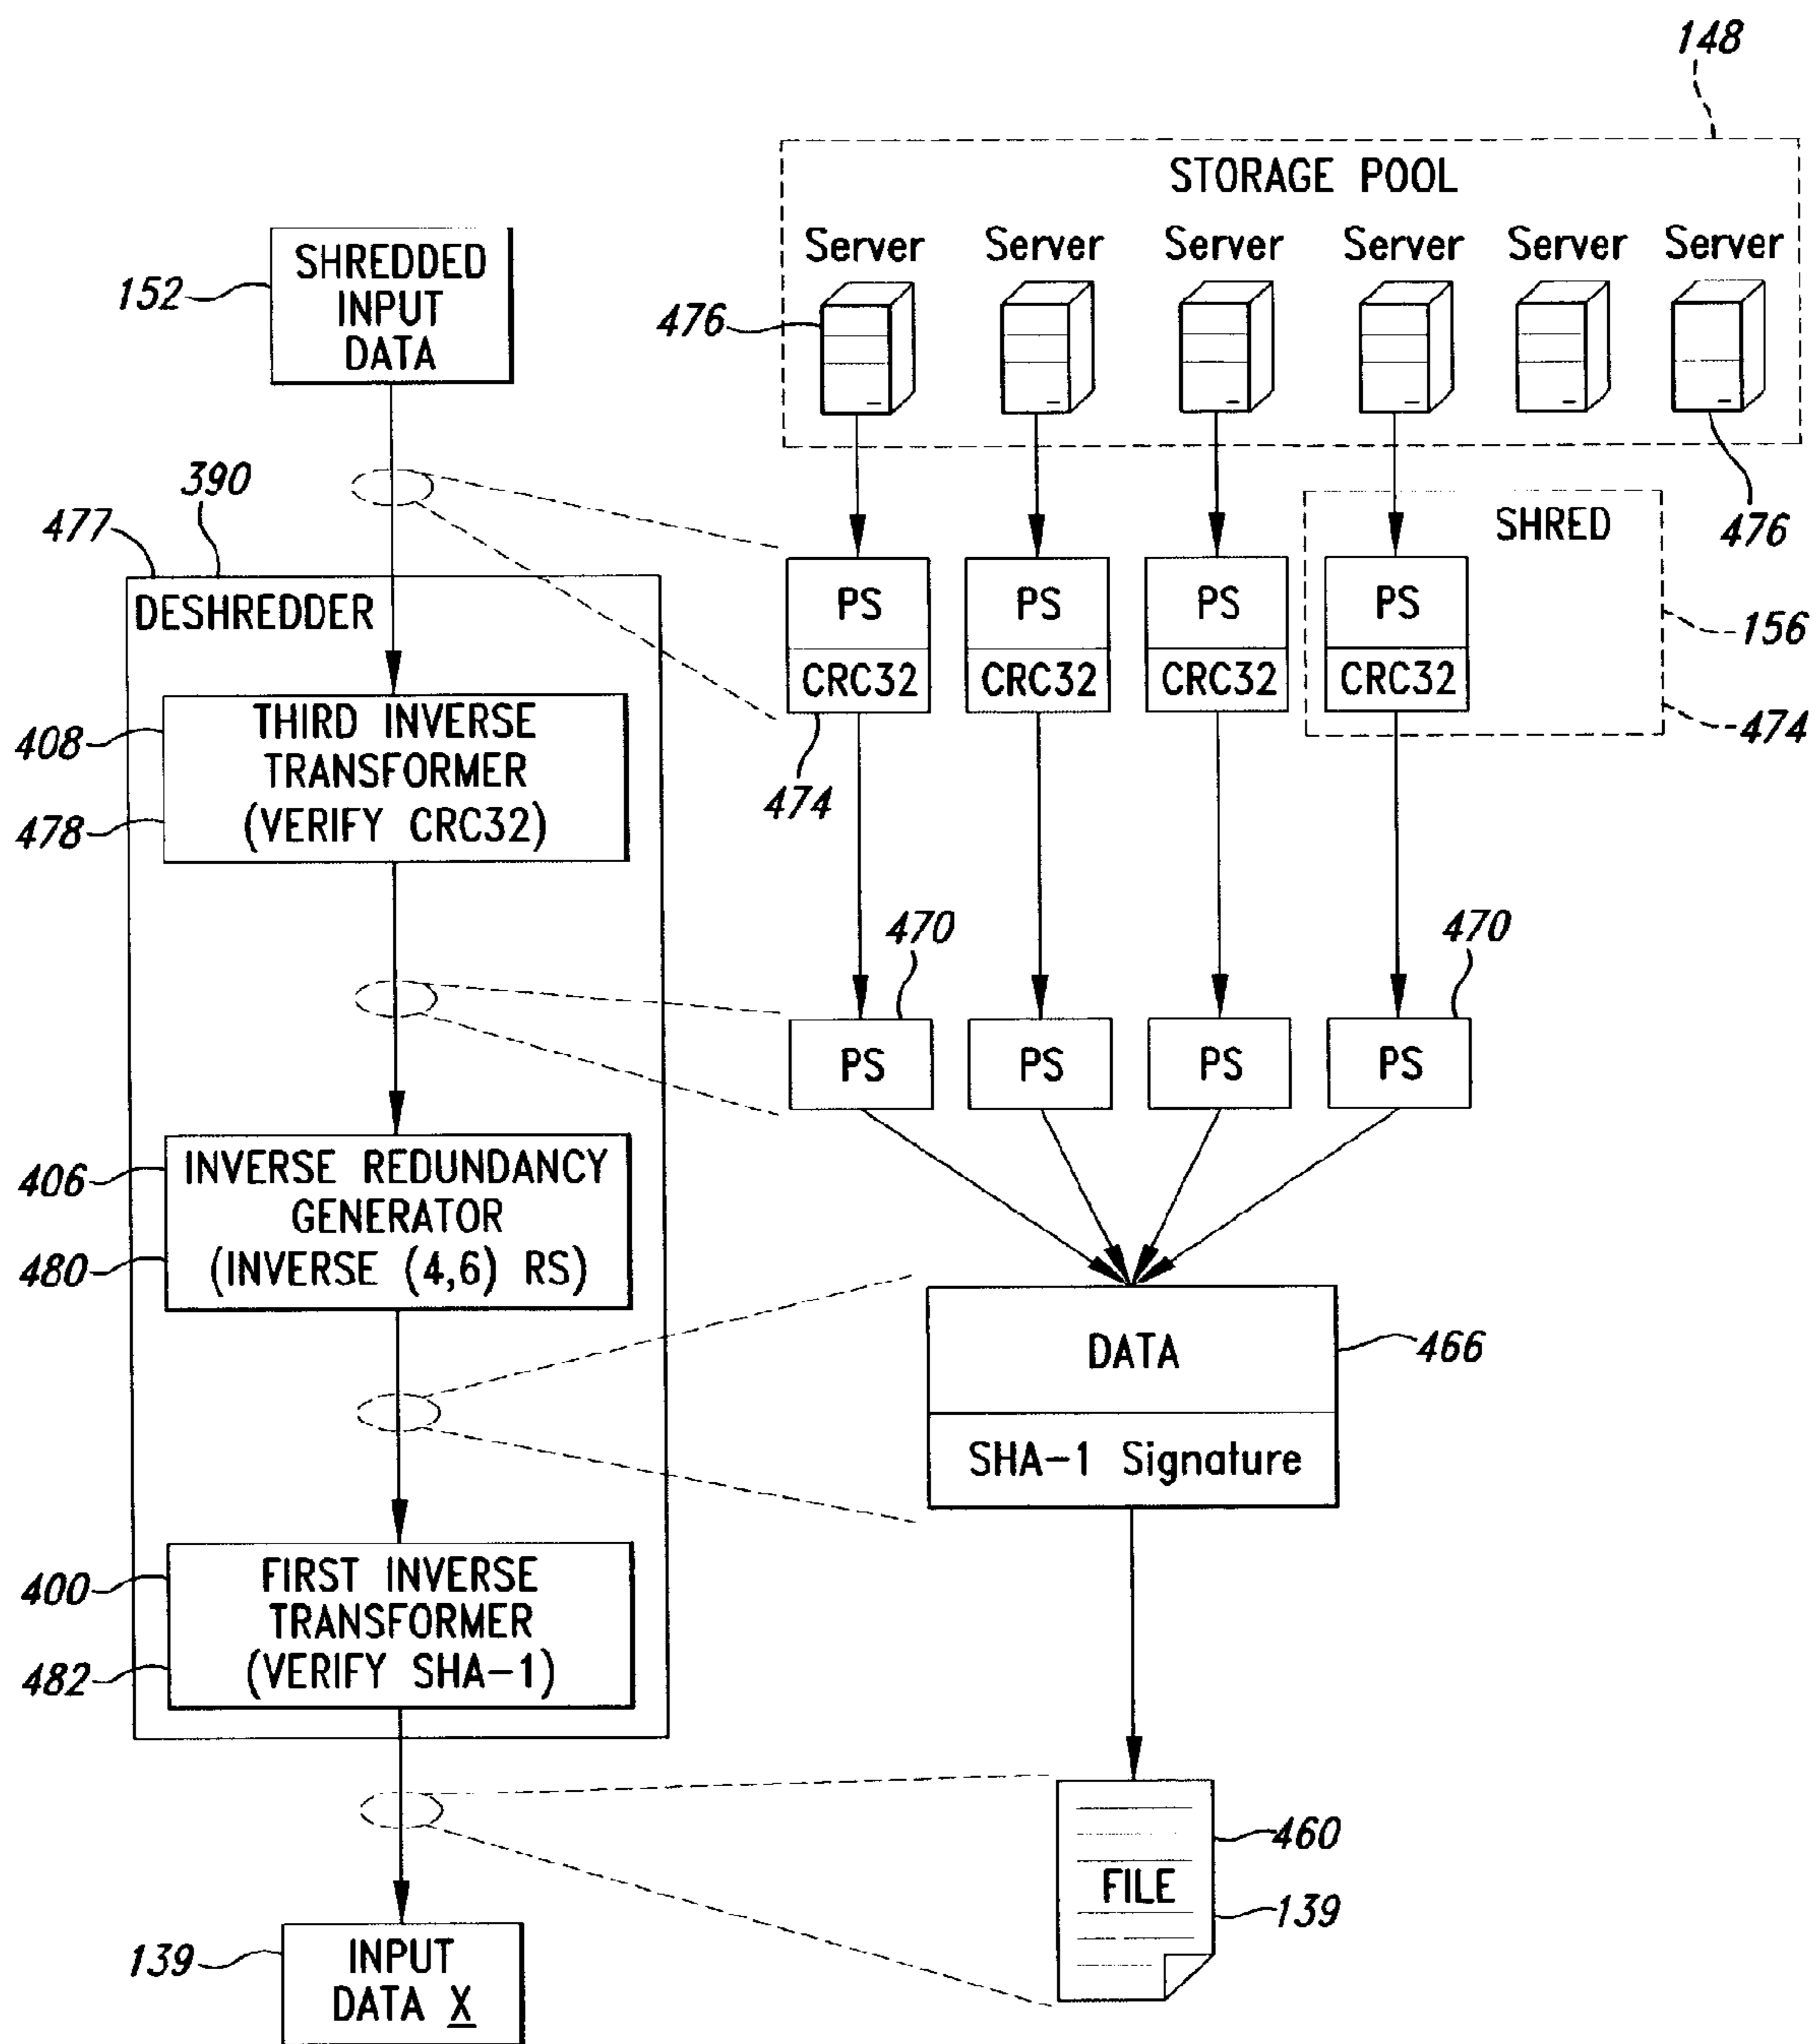 148
STORAGE POOL
Server Server Server Server Server Server
SHREDDED
INPUT
DATA
152
476
476
390
477
DESHREDDER
SHRED
PS PS PS PS
CRC32 CRC32 CRC32 CRC32
156
474
474
408
THIRD INVERSE
TRANSFORMER
(VERIFY CRC32)
478
470
470
PS PS PS PS
406
INVERSE REDUNDANCY
GENERATOR
(INVERSE (4,6) RS)
480
DATA
466
SHA-1 Signature
400
FIRST INVERSE
TRANSFORMER
(VERIFY SHA-1)
482
460
FILE
139
139
INPUT
DATA X